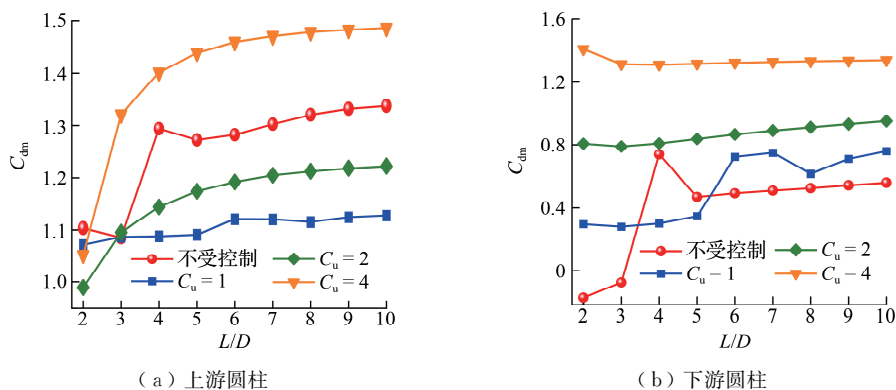 1.5
1.4
1.3
1.2
1.1
1.0
C_dm
2 3 4 5 6 7 8 9 10
L/D
不受控制
C_u = 1
C_u = 2
C_u = 4
(a)上游圆柱
1.6
1.2
0.8
0.4
0
C_dm
2 3 4 5 6 7 8 9 10
L/D
不受控制
C_u − 1
C_u = 2
C_u − 4
(b)下游圆柱